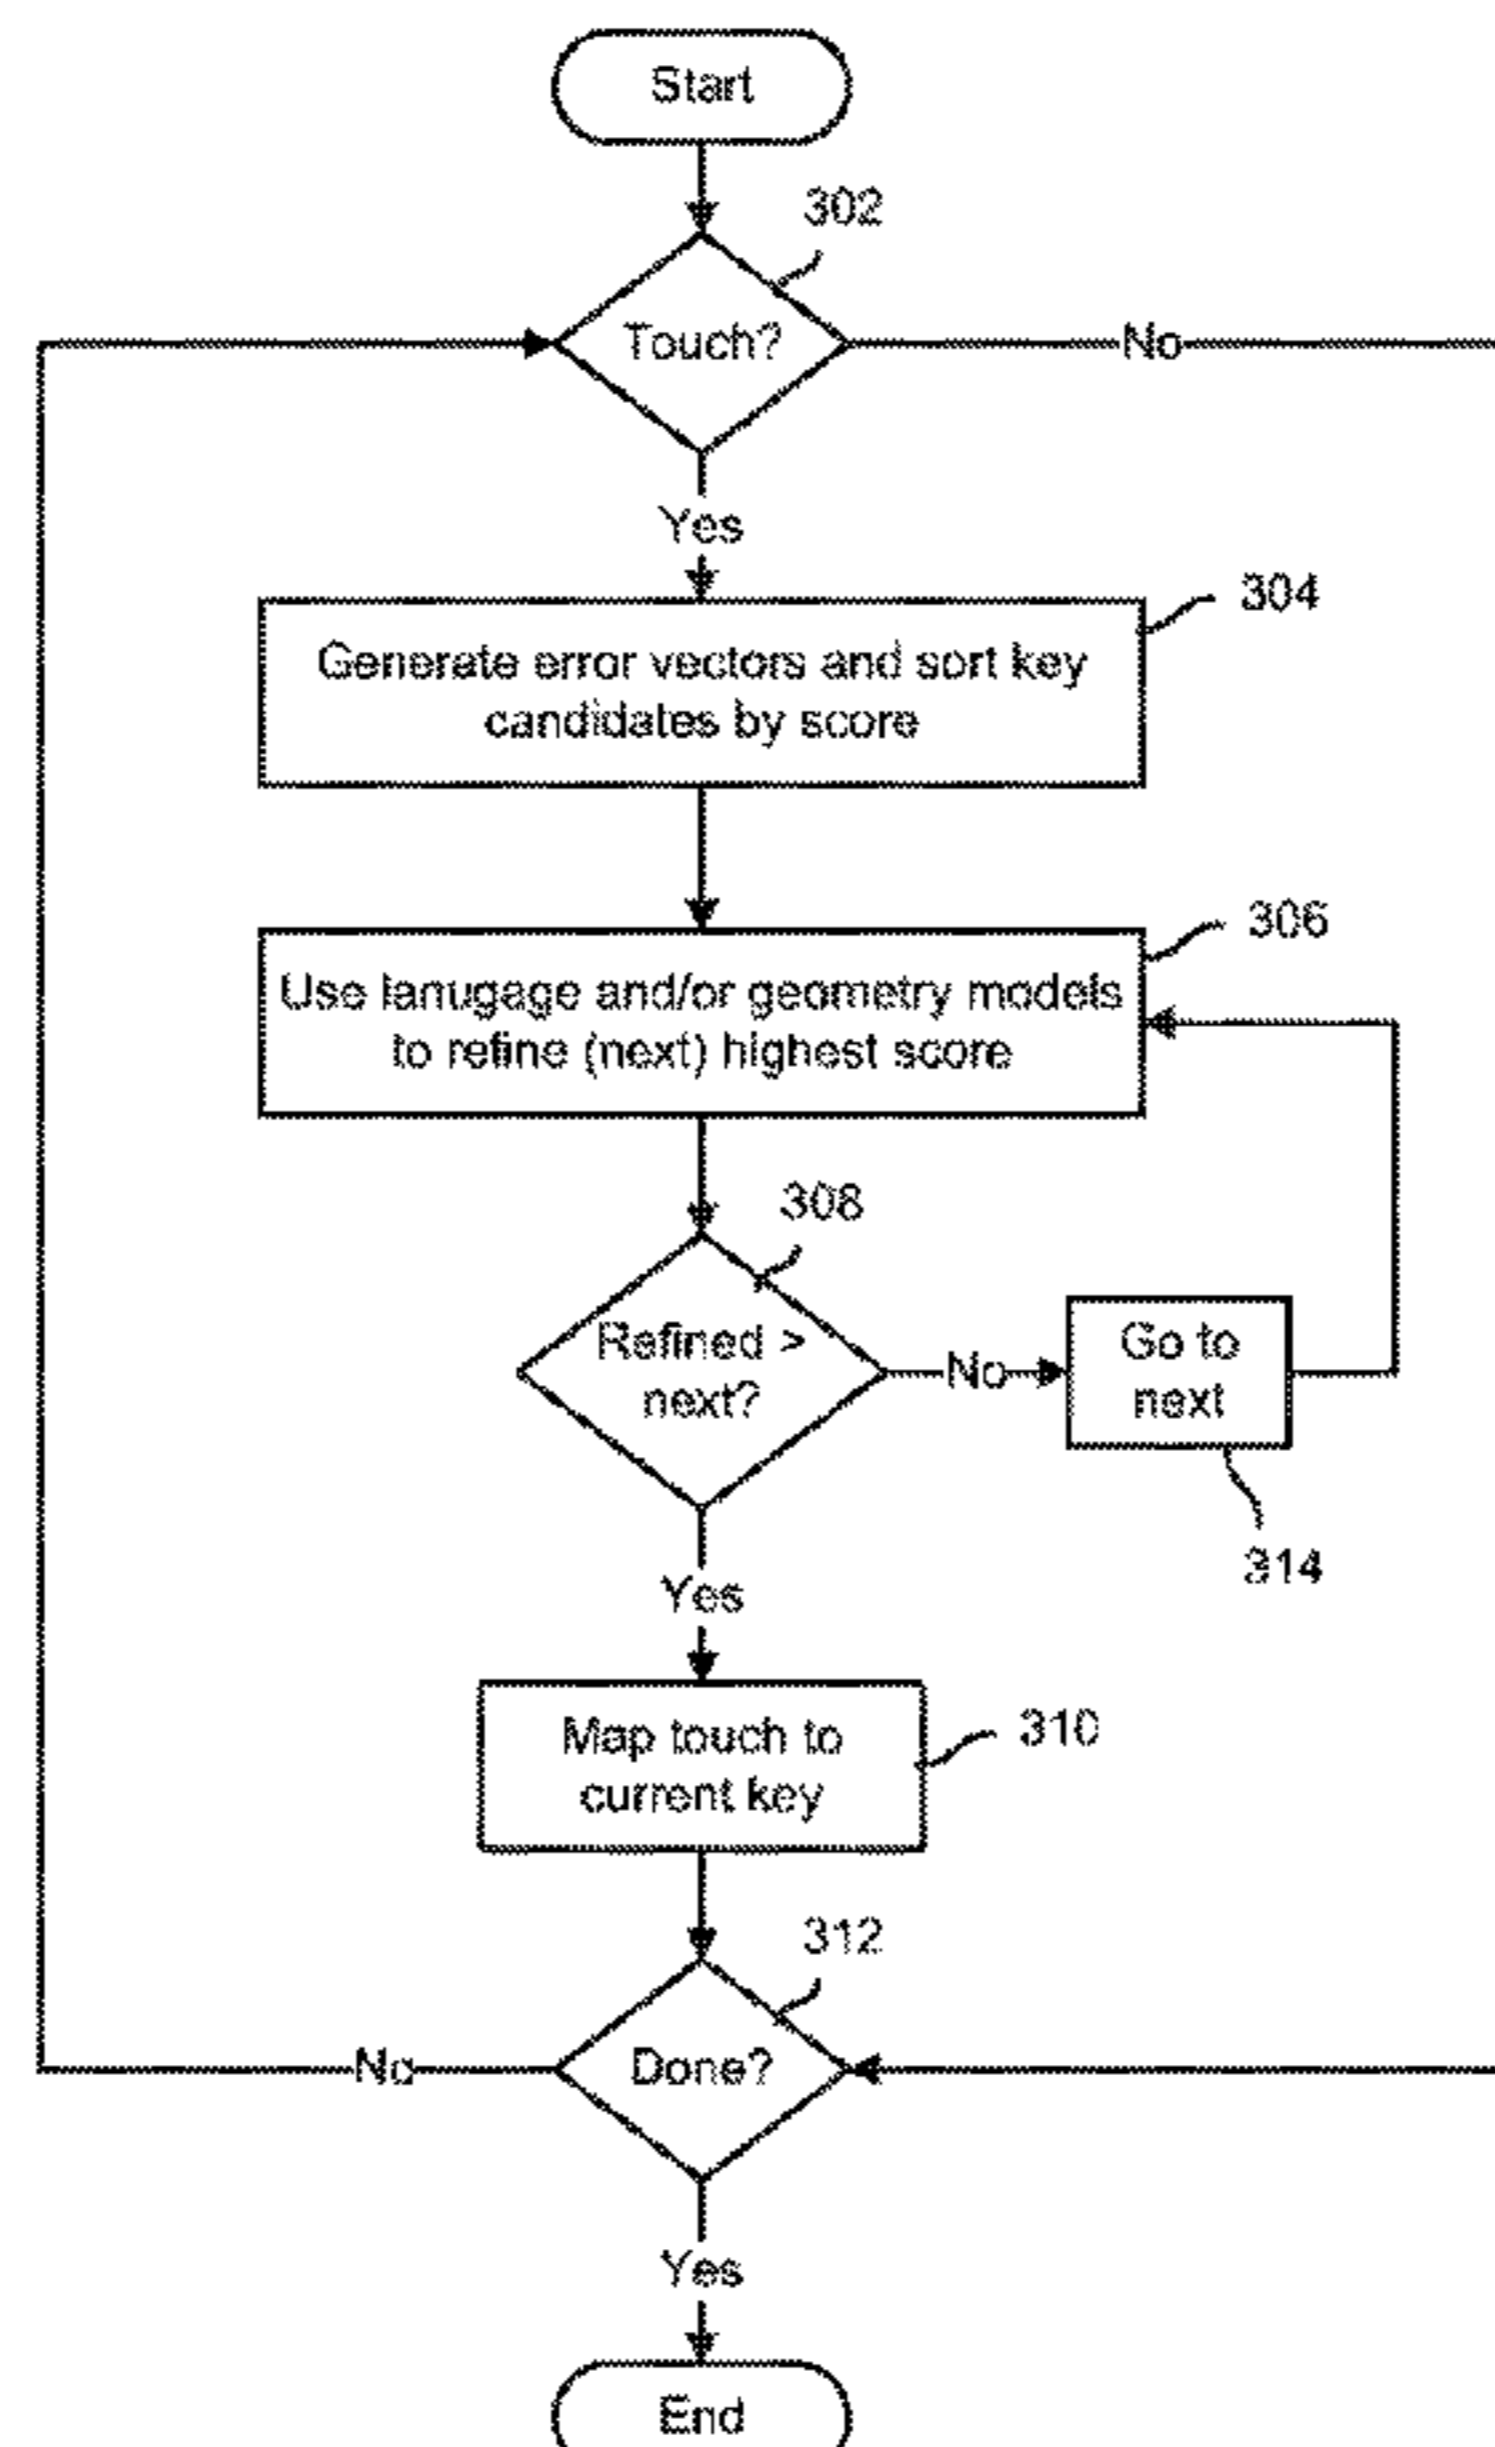 Start
302
Touch?
No
Yes
304
Generate error vectors and sort key
candidates by score
306
Use lanugage and/or geometry models
to refine (next) highest score
308
Refined >
next?
No
Go to
next
314
Yes
310
Map touch to
current key
312
Done?
No
Yes
End